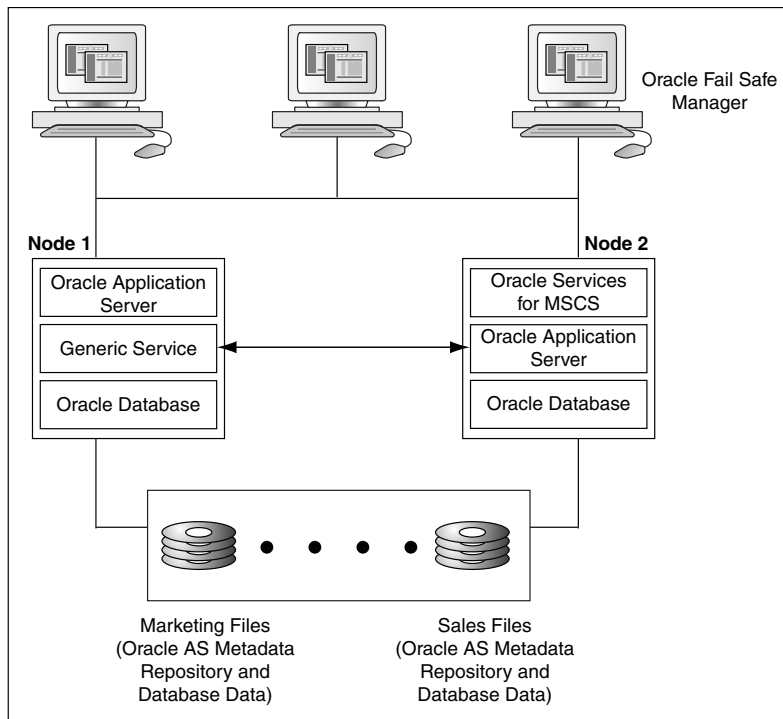 Oracle Fail Safe
Manager
Node 1
Node 2
Oracle Application
Server
Generic Service
Oracle Database
Oracle Services
for MSCS
Oracle Application
Server
Oracle Database
Marketing Files
(Oracle AS Metadata
Repository and
Database Data)
Sales Files
(Oracle AS Metadata
Repository and
Database Data)